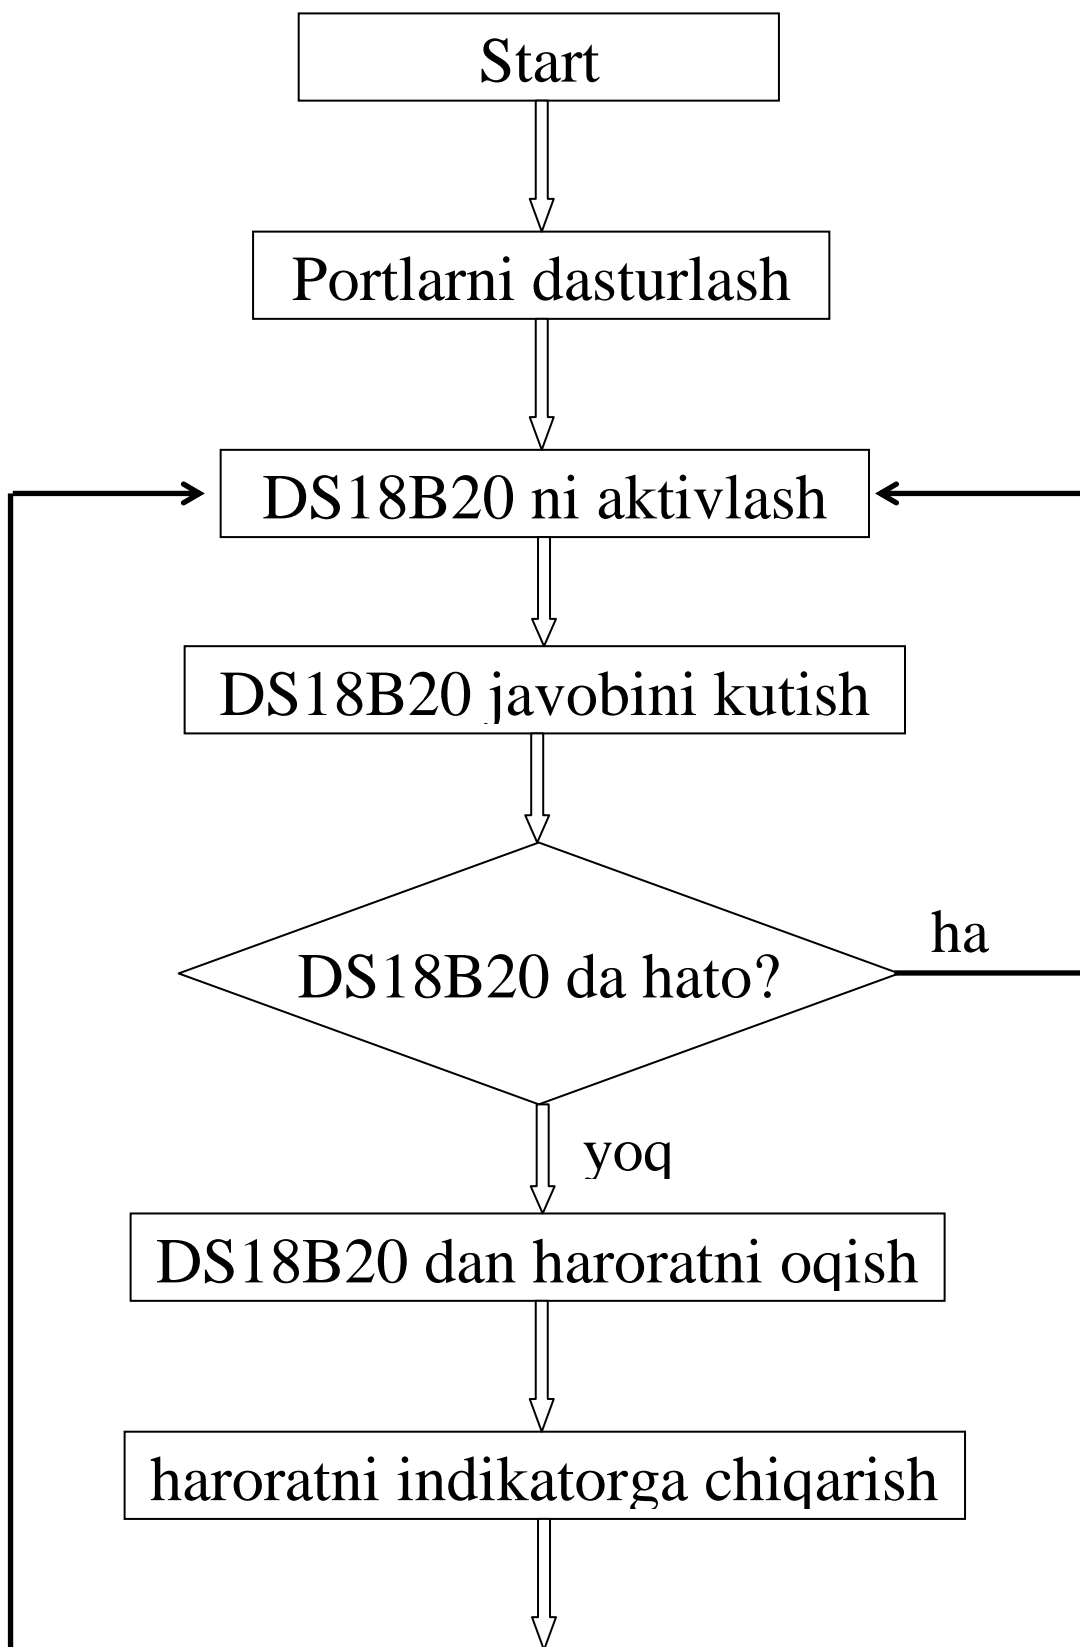 Start
Portlarni dasturlash
DS18B20 ni aktivlash
DS18B20 javobini kutish
DS18B20 da hato?
ha
yoq
DS18B20 dan haroratni oqish
haroratni indikatorga chiqarish